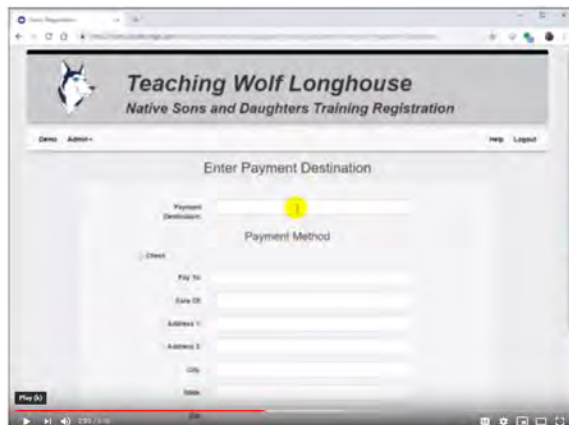 Teaching Wolf Longhouse
Native Sons and Daughters Training Registration
Demo Admin
Help Logout
Enter Payment Destination
Payment
Destination:
Payment Method
Check
Pay To:
Care Of:
Address 1:
Address 2:
City:
State:
Play (k)
Zip: